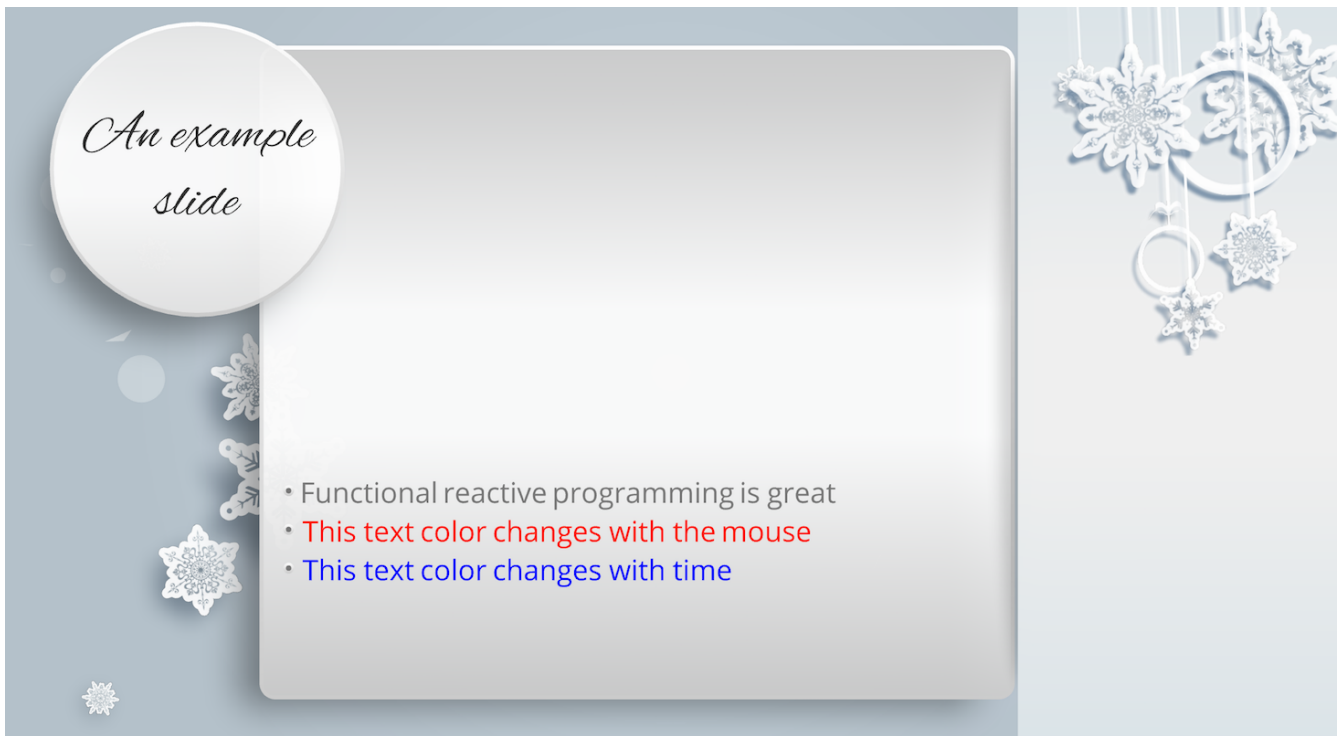 An example
slide
• Functional reactive programming is great
• This text color changes with the mouse
• This text color changes with time